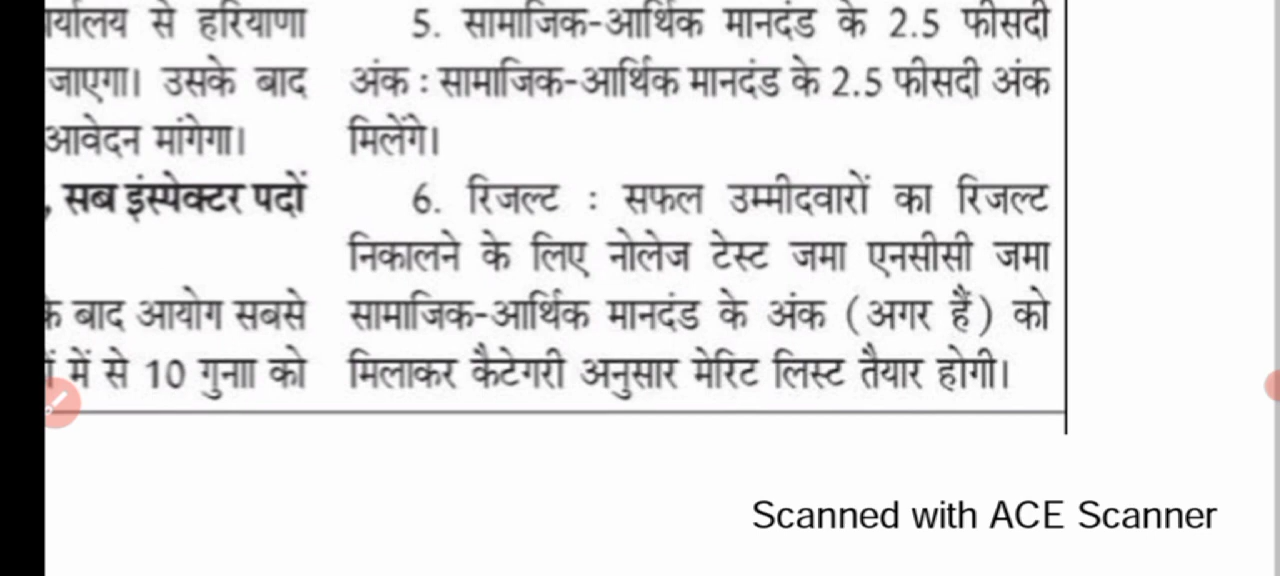 र्यालय से हरियाणा
जाएगा। उसके बाद
आवेदन मांगेगा।
, सब इंस्पेक्टर पदों
के बाद आयोग सबसे
में से 10 गुनाा को
5. सामाजिक-आर्थिक मानदंड के 2.5 फीसदी
अंक : सामाजिक-आर्थिक मानदंड के 2.5 फीसदी अंक
मिलेंगे।
6. रिजल्ट : सफल उम्मीदवारों का रिजल्ट
निकालने के लिए नोलेज टेस्ट जमा एनसीसी जमा
सामाजिक-आर्थिक मानदंड के अंक (अगर हैं) को
मिलाकर कैटेगरी अनुसार मेरिट लिस्ट तैयार होगी।
Scanned with ACE Scanner